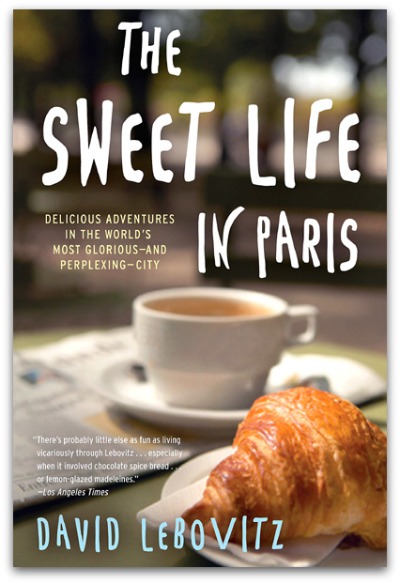 THE
SWEET LIFE
IN PARIS
DELICIOUS ADVENTURES
IN THE WORLD'S
MOST GLORIOUS—AND
PERPLEXING—CITY
"There's probably little else as fun as living
vicariously through Lebovitz . . . especially
when it involved chocolate spice bread . . .
or lemon-glazed madeleines."
—Los Angeles Times
DAVID LEBOVITZ